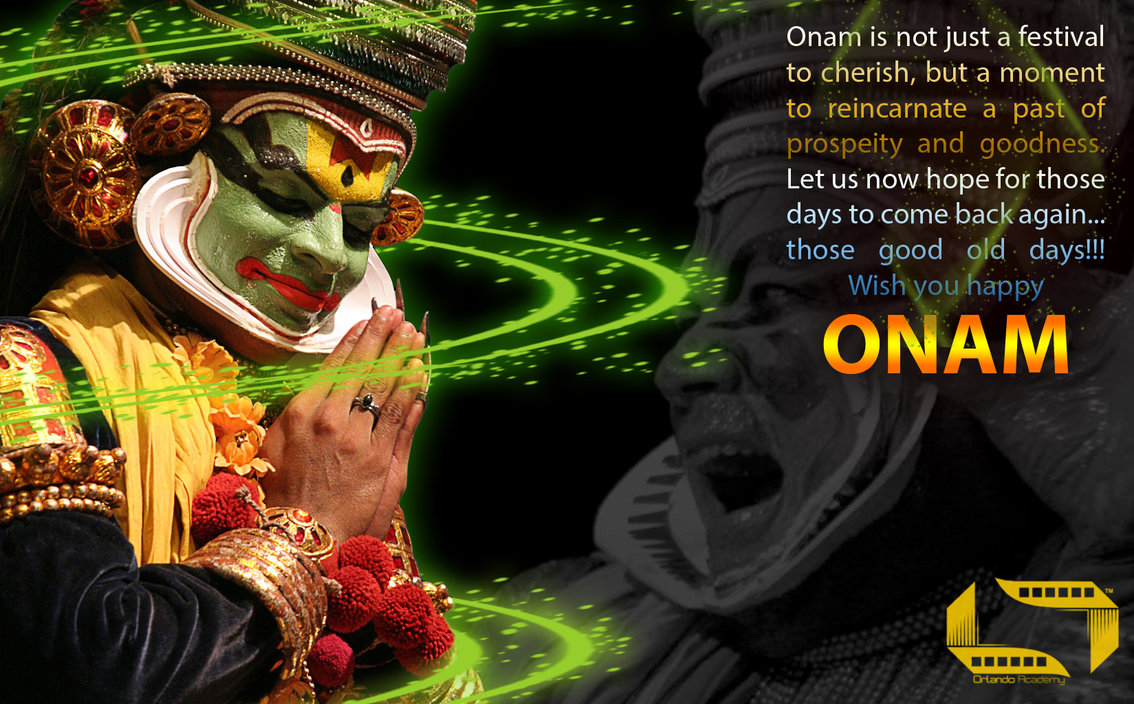 Onam is not just a festival
to cherish, but a moment
to reincarnate a past of
prospeity and goodness.
Let us now hope for those
days to come back again...
those good old days!!!
Wish you happy
ONAM
TM
Orlando Academy